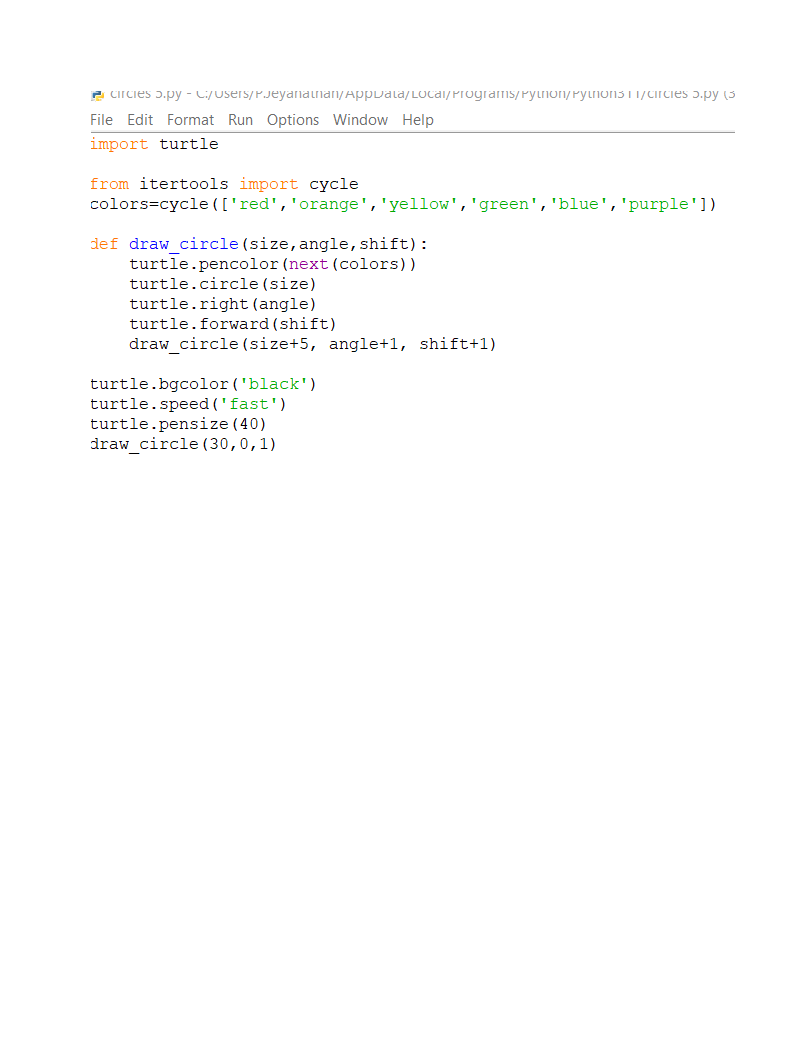 circles 5.py - C:/Users/P.Jeyanathan/AppData/Local/Programs/Python/Python311/circles 5.py (3
File Edit Format Run Options Window Help
import turtle
from itertools import cycle
colors=cycle(['red','orange','yellow','green','blue','purple'])
def draw_circle(size,angle,shift):
    turtle.pencolor(next(colors))
    turtle.circle(size)
    turtle.right(angle)
    turtle.forward(shift)
    draw_circle(size+5, angle+1, shift+1)
turtle.bgcolor('black')
turtle.speed('fast')
turtle.pensize(40)
draw_circle(30,0,1)